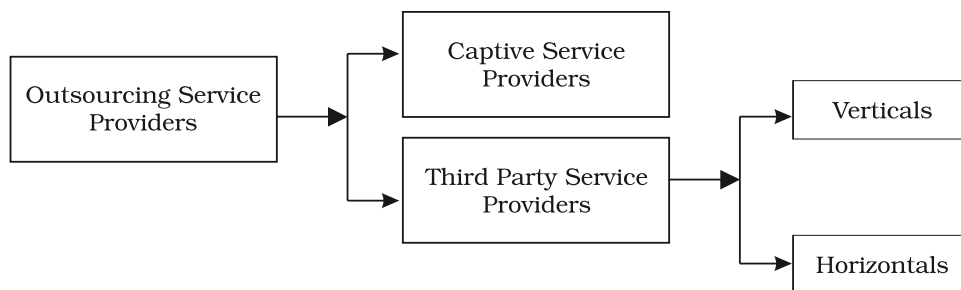 Outsourcing Service
Providers
Captive Service
Providers
Third Party Service
Providers
Verticals
Horizontals